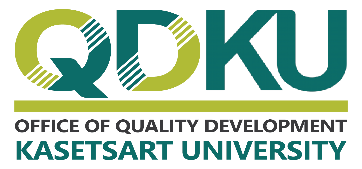 QDKU
OFFICE OF QUALITY DEVELOPMENT
KASETSART UNIVERSITY